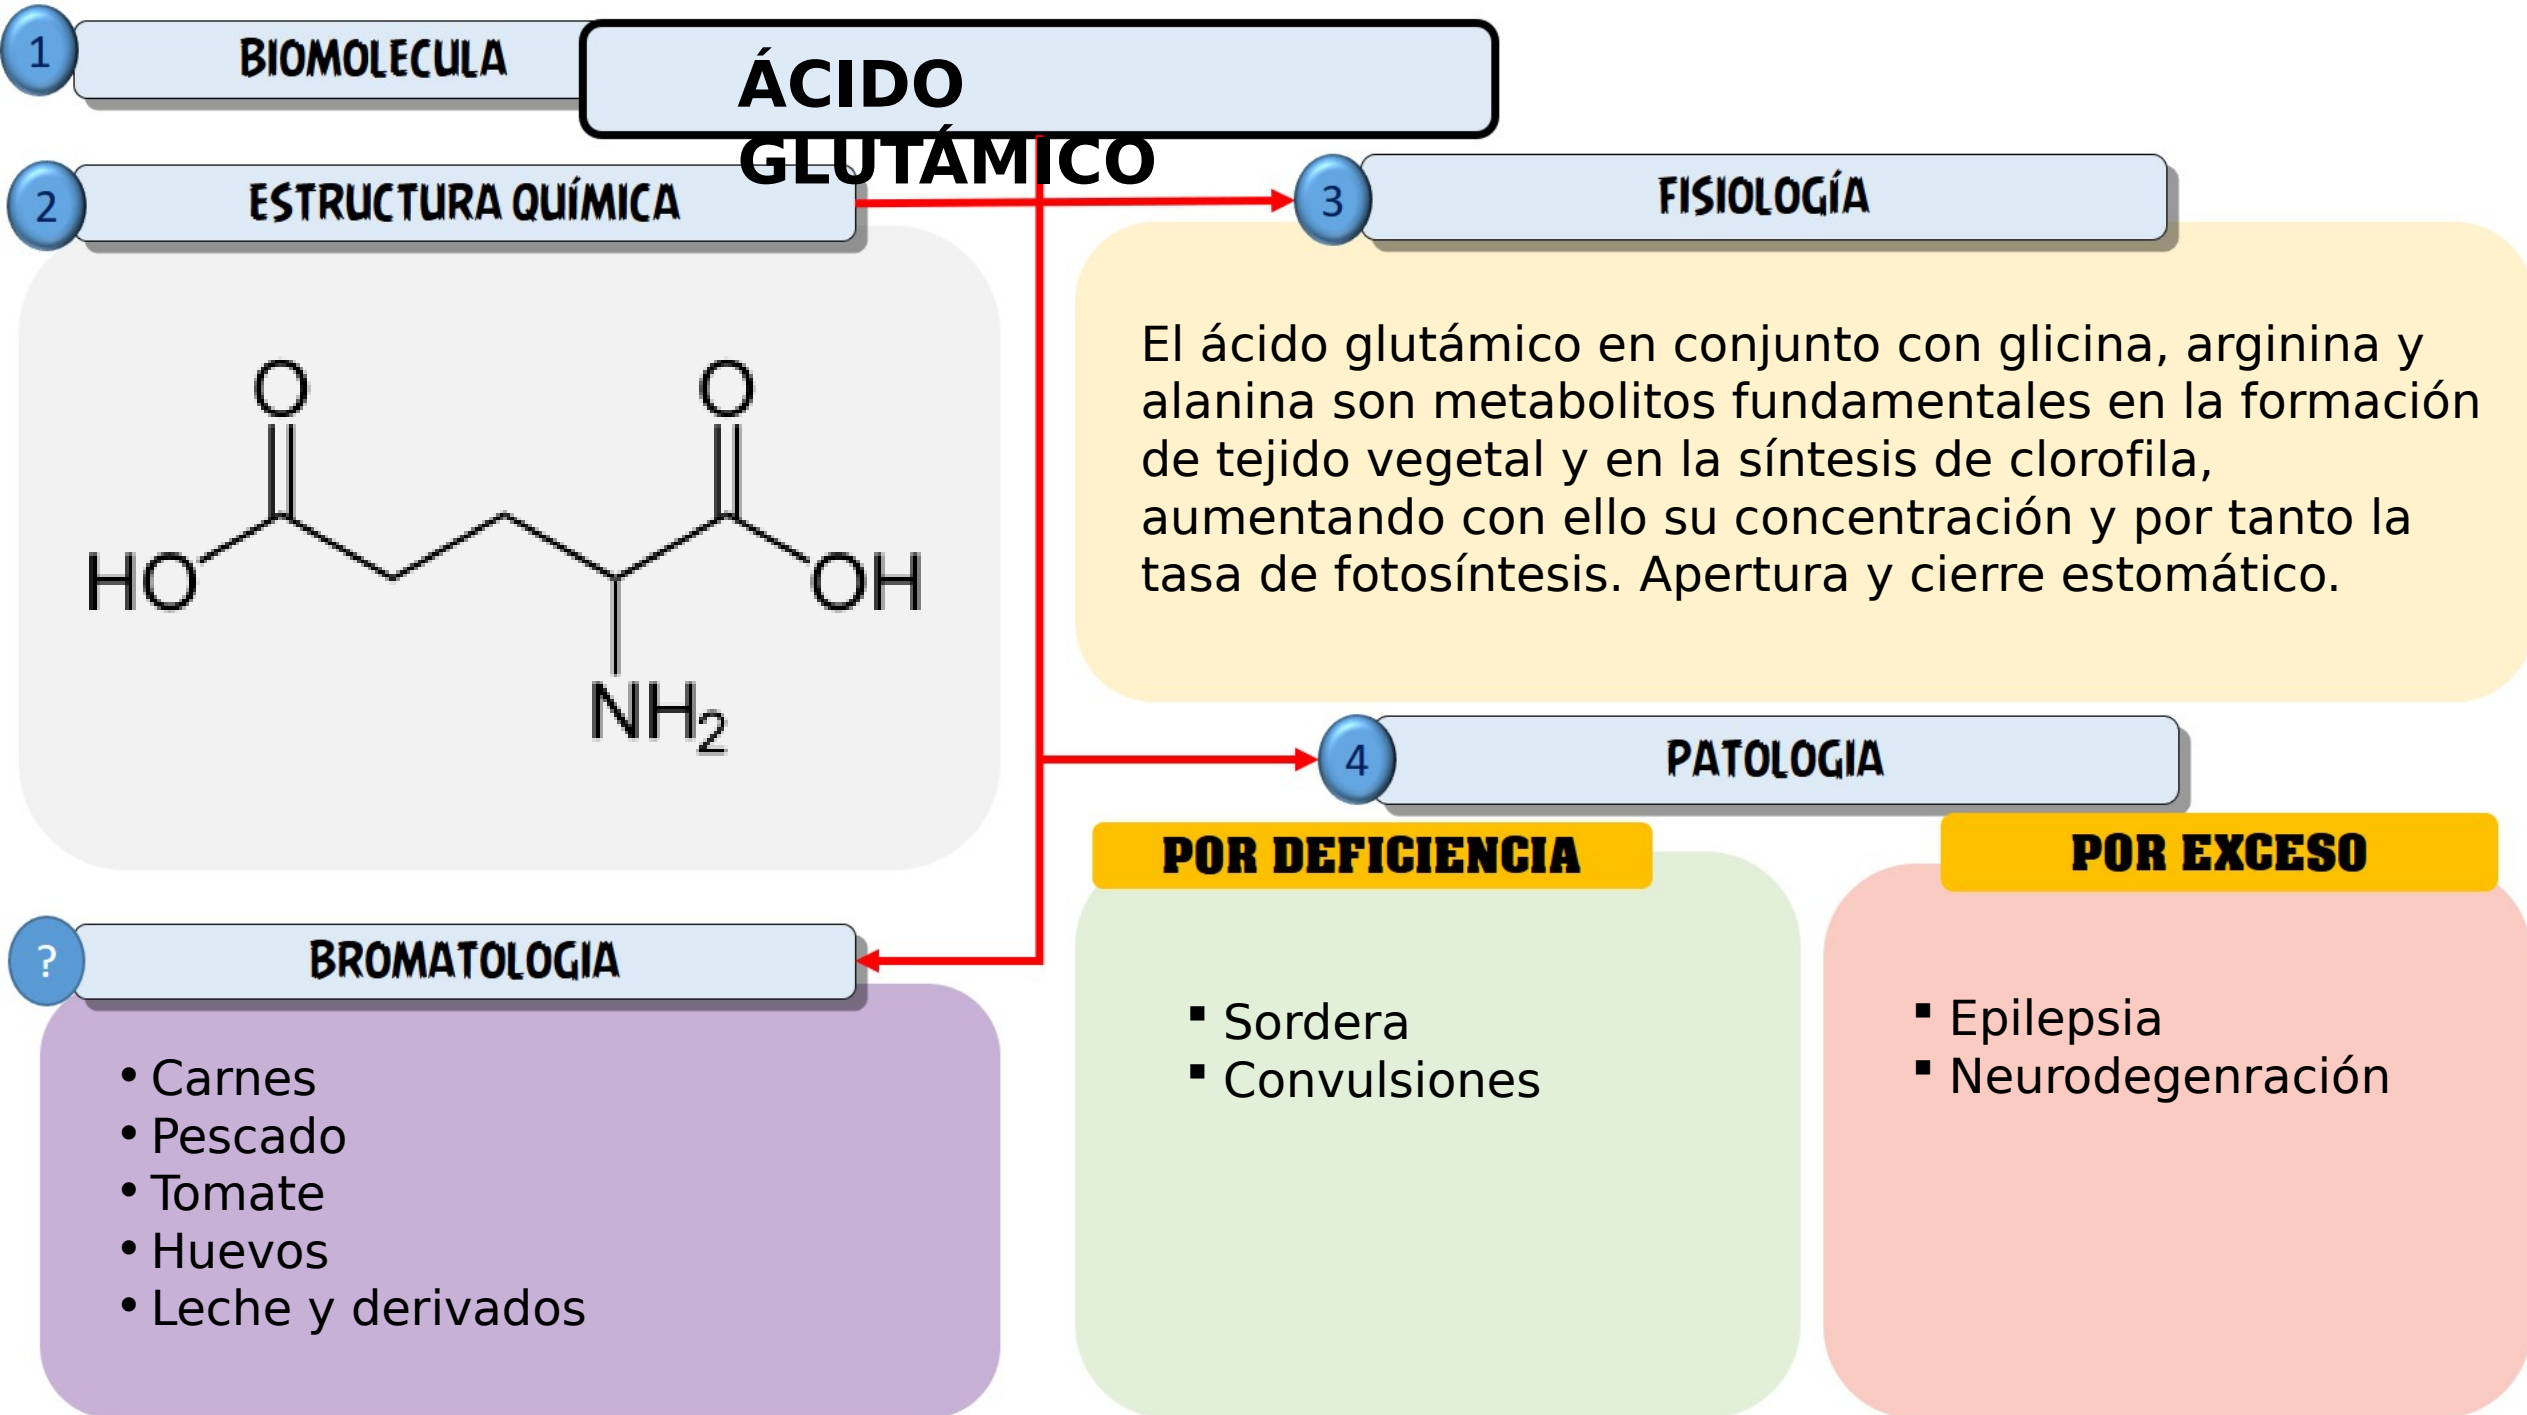 1
BIOMOLECULA
ÁCIDO
GLUTÁMICO
2
ESTRUCTURA QUÍMICA
O
O
HO
OH
NH2
3
FISIOLOGÍA
El ácido glutámico en conjunto con glicina, arginina y
alanina son metabolitos fundamentales en la formación
de tejido vegetal y en la síntesis de clorofila,
aumentando con ello su concentración y por tanto la
tasa de fotosíntesis. Apertura y cierre estomático.
4
PATOLOGIA
POR DEFICIENCIA
▪ Sordera
▪ Convulsiones
POR EXCESO
▪ Epilepsia
▪ Neurodegenración
?
BROMATOLOGIA
• Carnes
• Pescado
• Tomate
• Huevos
• Leche y derivados